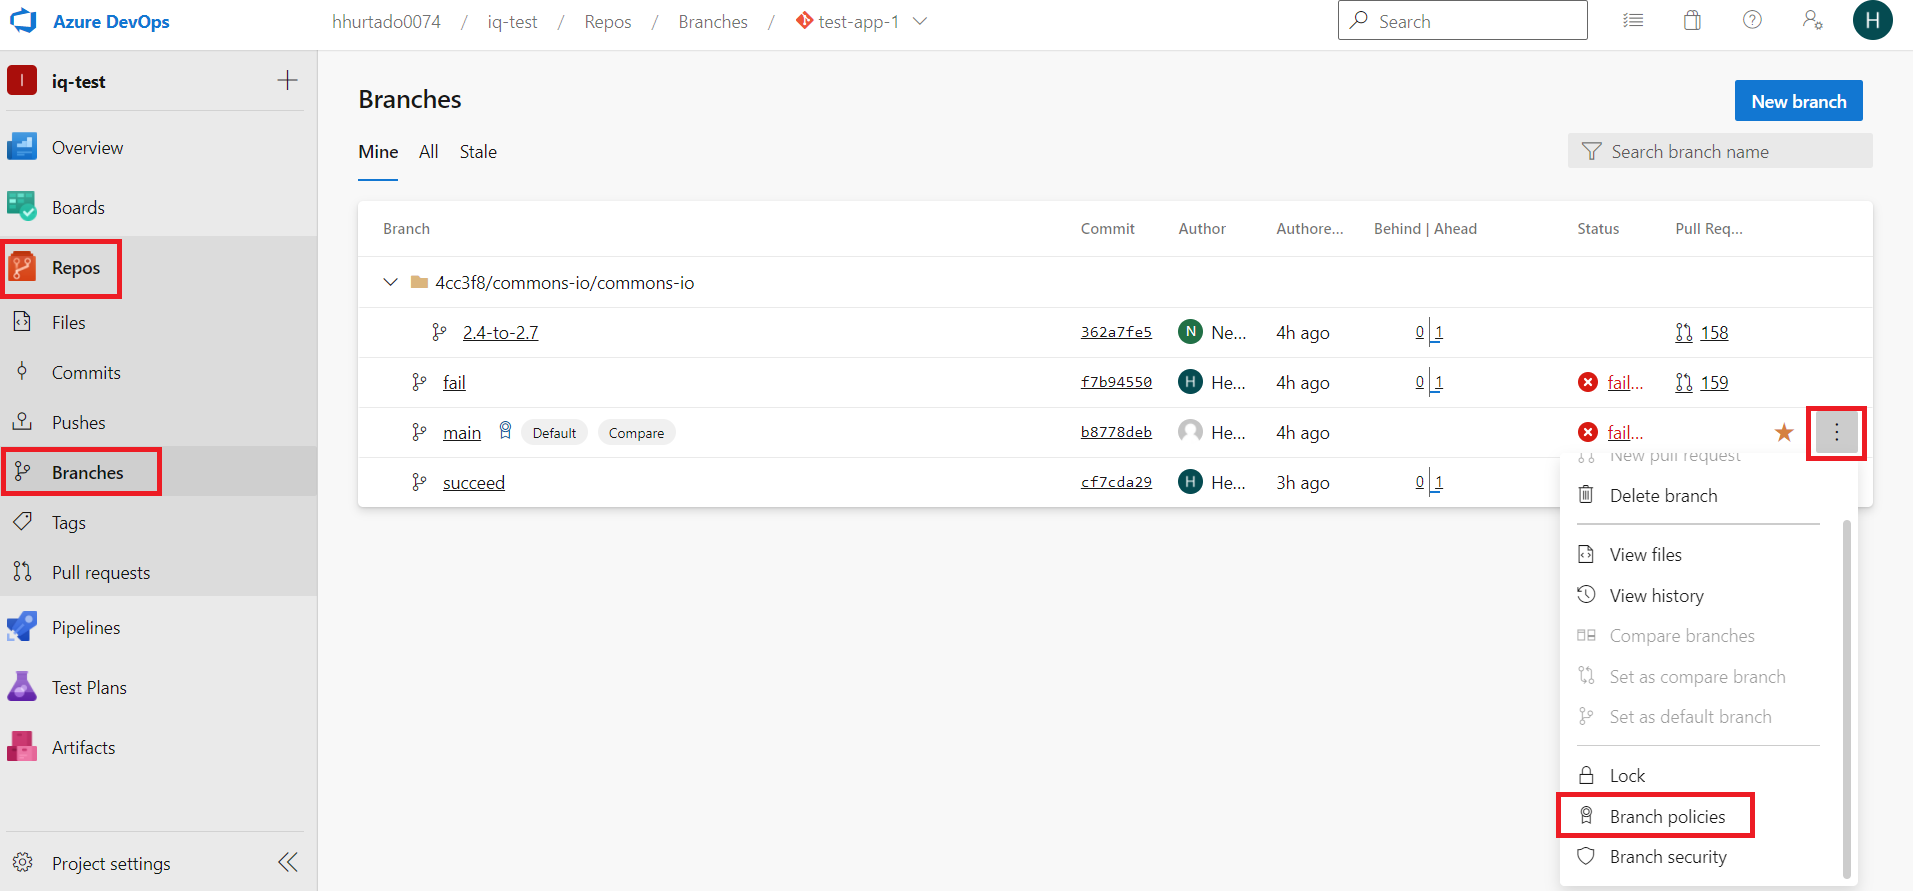 Azure DevOps
hhurtado0074 / iq-test / Repos / Branches / test-app-1
Search
H
I iq-test
Overview
Boards
Repos
Files
Commits
Pushes
Branches
Tags
Pull requests
Pipelines
Test Plans
Artifacts
Project settings
Branches
New branch
Mine All Stale
Search branch name
Branch Commit Author Authore... Behind | Ahead Status Pull Req...
4cc3f8/commons-io/commons-io
2.4-to-2.7 362a7fe5 N Ne... 4h ago 0 1 158
fail f7b94550 H He... 4h ago 0 1 fail... 159
main Default Compare b8778deb He... 4h ago fail...
succeed cf7cda29 H He... 3h ago 0 1
New pull request
Delete branch
View files
View history
Compare branches
Set as compare branch
Set as default branch
Lock
Branch policies
Branch security